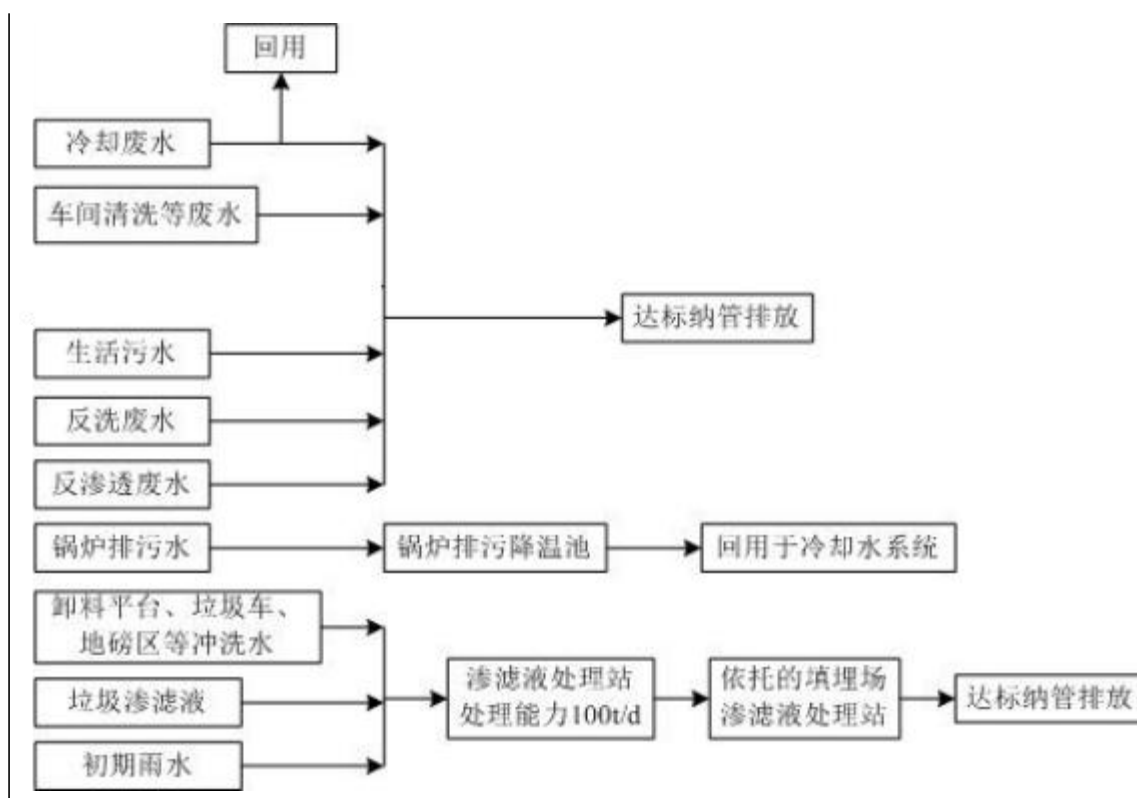 回用
冷却废水
车间清洗等废水
达标纳管排放
生活污水
反洗废水
反渗透废水
锅炉排污水
锅炉排污降温池
回用于冷却水系统
卸料平台、垃圾车、
地磅区等冲洗水
垃圾渗滤液
渗滤液处理站
处理能力100t/d
依托的填埋场
渗滤液处理站
达标纳管排放
初期雨水